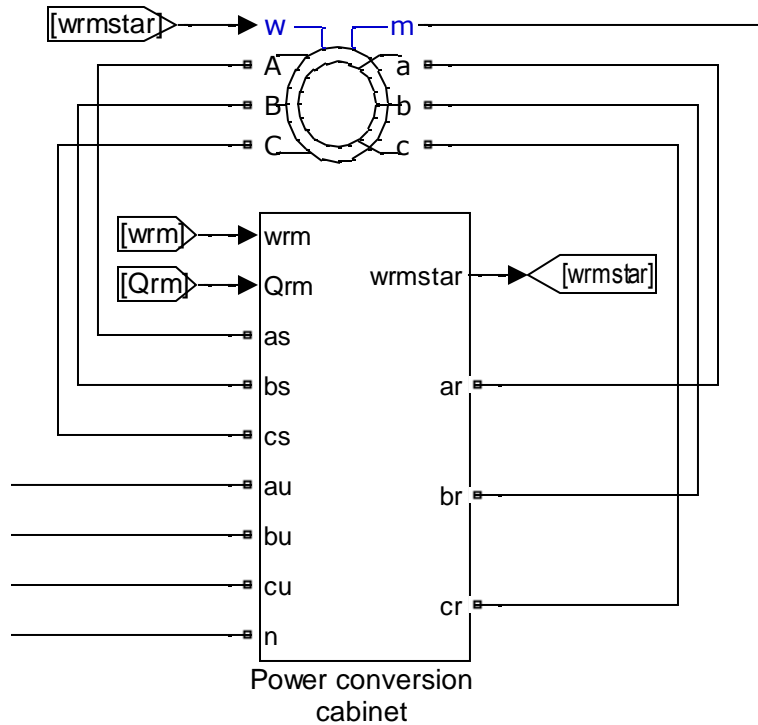 [wrmstar] w m
A a
B b
C c
[wrm] wrm
wrmstar [wrmstar]
[Qrm] Qrm
as
bs ar
cs
au
br
bu
cu
cr
n
Power conversion
cabinet